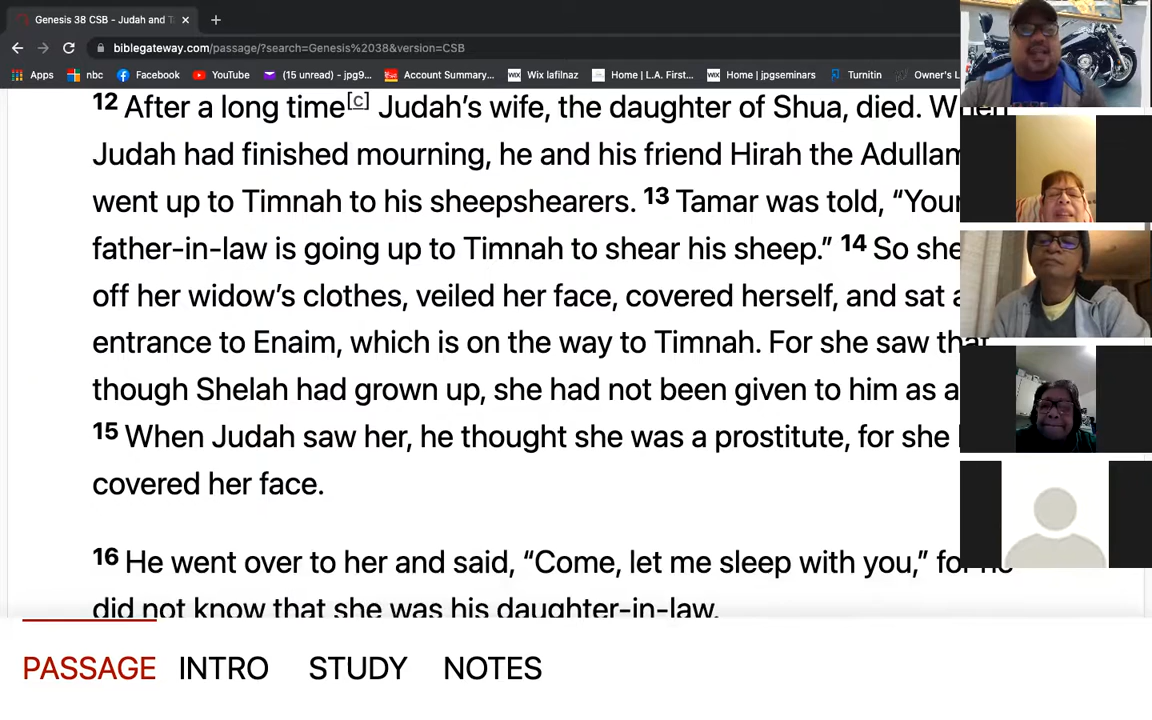 Genesis 38 CSB - Judah and T
biblegateway.com/passage/?search=Genesis%2038&version=CSB
Apps nbc Facebook YouTube (15 unread) - jpg9... Account Summary... Wix lafilnaz Home | L.A. First... Home | jpgseminars Turnitin Owner's L
12 After a long time[c] Judah’s wife, the daughter of Shua, died. When
Judah had finished mourning, he and his friend Hirah the Adullam
went up to Timnah to his sheepshearers. 13 Tamar was told, “Your
father-in-law is going up to Timnah to shear his sheep.” 14 So she
off her widow’s clothes, veiled her face, covered herself, and sat a
entrance to Enaim, which is on the way to Timnah. For she saw that,
though Shelah had grown up, she had not been given to him as a
15 When Judah saw her, he thought she was a prostitute, for she
covered her face.
16 He went over to her and said, “Come, let me sleep with you,” for he
did not know that she was his daughter-in-law.
PASSAGE INTRO STUDY NOTES